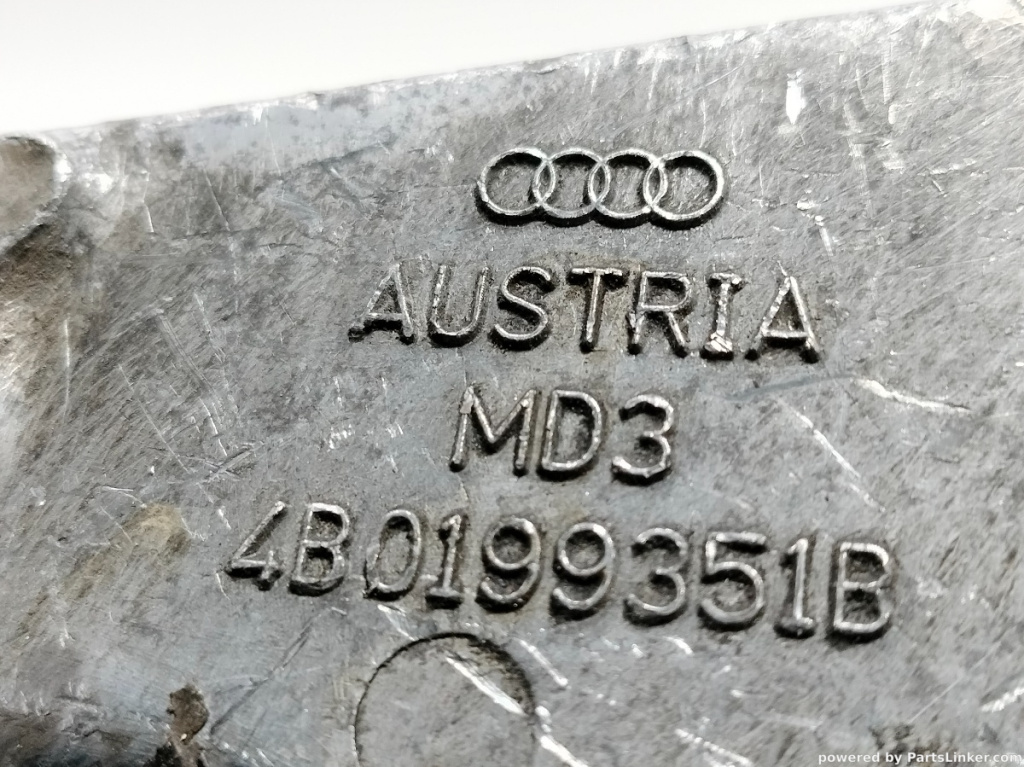 AUSTRIA
MD3
4B0199351B
powered by PartsLinker.com